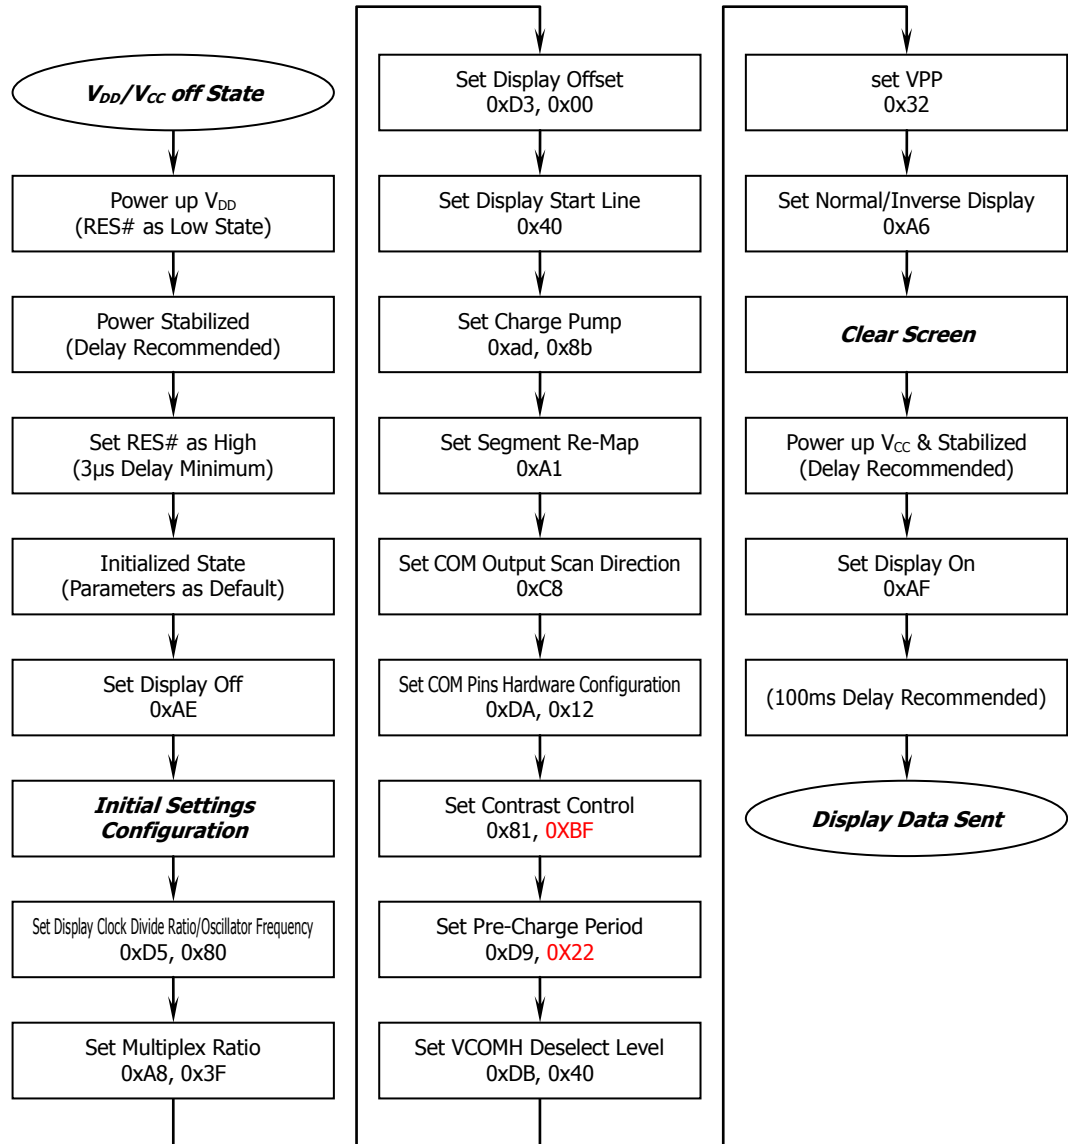 V_DD/V_CC off State
Power up V_DD
(RES# as Low State)
Power Stabilized
(Delay Recommended)
Set RES# as High
(3μs Delay Minimum)
Initialized State
(Parameters as Default)
Set Display Off
0xAE
Initial Settings
Configuration
Set Display Clock Divide Ratio/Oscillator Frequency
0xD5, 0x80
Set Multiplex Ratio
0xA8, 0x3F
Set Display Offset
0xD3, 0x00
Set Display Start Line
0x40
Set Charge Pump
0xad, 0x8b
Set Segment Re-Map
0xA1
Set COM Output Scan Direction
0xC8
Set COM Pins Hardware Configuration
0xDA, 0x12
Set Contrast Control
0x81, 0XBF
Set Pre-Charge Period
0xD9, 0X22
Set VCOMH Deselect Level
0xDB, 0x40
set VPP
0x32
Set Normal/Inverse Display
0xA6
Clear Screen
Power up V_CC & Stabilized
(Delay Recommended)
Set Display On
0xAF
(100ms Delay Recommended)
Display Data Sent